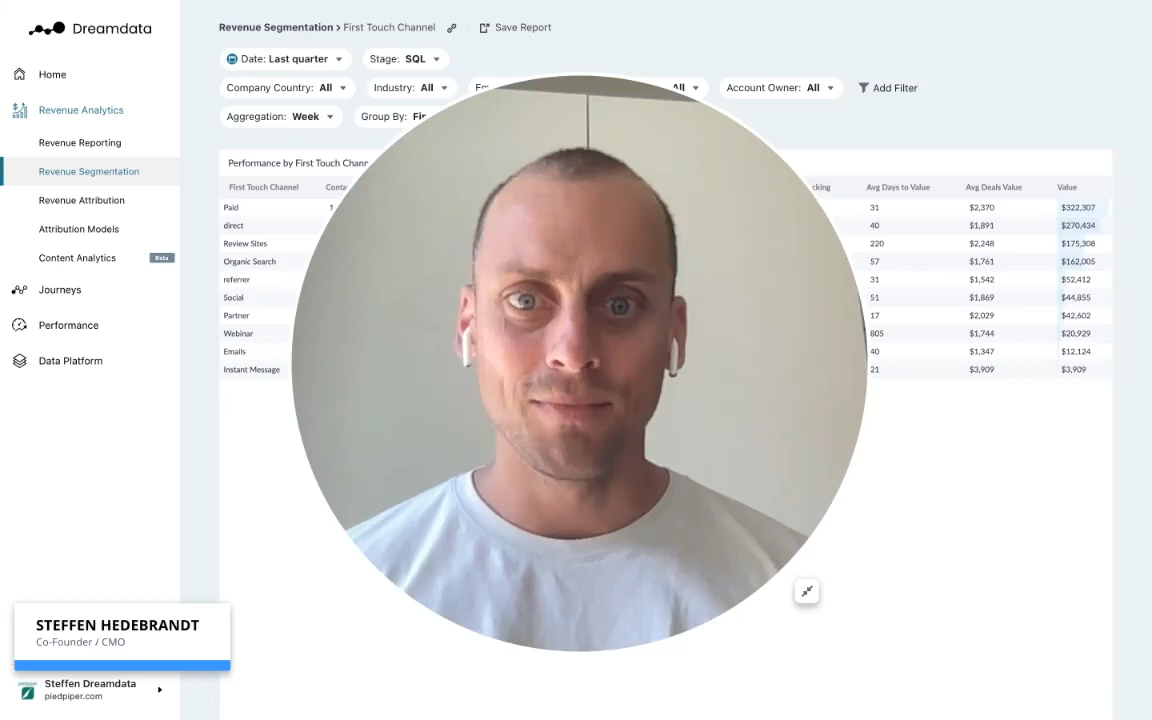 Dreamdata
Revenue Segmentation > First Touch Channel
Save Report
Home
Date: Last quarter
Stage: SQL
Company Country: All
Industry: All
All
Account Owner: All
Add Filter
Revenue Analytics
Aggregation: Week
Group By:
Revenue Reporting
Revenue Segmentation
Revenue Attribution
Attribution Models
Content Analytics Beta
Journeys
Performance
Data Platform
Performance by First Touch
First Touch Channel Avg Days to Value Avg Deals Value Value
Paid 1 31 $2,370 $322,307
direct 40 $1,891 $270,434
Review Sites 220 $2,248 $175,308
Organic Search 57 $1,761 $162,005
referrer 31 $1,542 $52,412
Social 51 $1,869 $44,855
Partner 17 $2,029 $42,602
Webinar 805 $1,744 $20,929
Emails 40 $1,347 $12,124
Instant Message 21 $3,909 $3,909
STEFFEN HEDEBRANDT
Co-Founder / CMO
Steffen Dreamdata
piedpiper.com